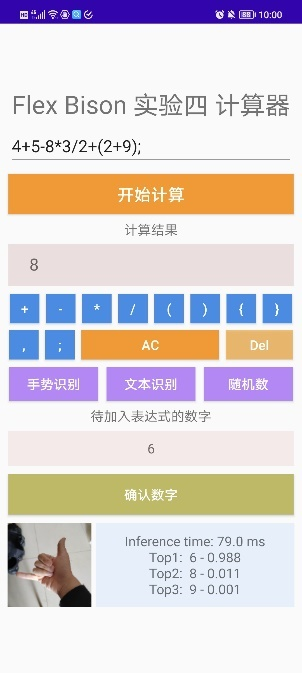 10:00
Flex Bison 实验四 计算器
4+5-8*3/2+(2+9);
开始计算
计算结果
8
+ - * / ( ) { }
, ; AC Del
手势识别 文本识别 随机数
待加入表达式的数字
6
确认数字
Inference time: 79.0 ms
Top1: 6 - 0.988
Top2: 8 - 0.011
Top3: 9 - 0.001